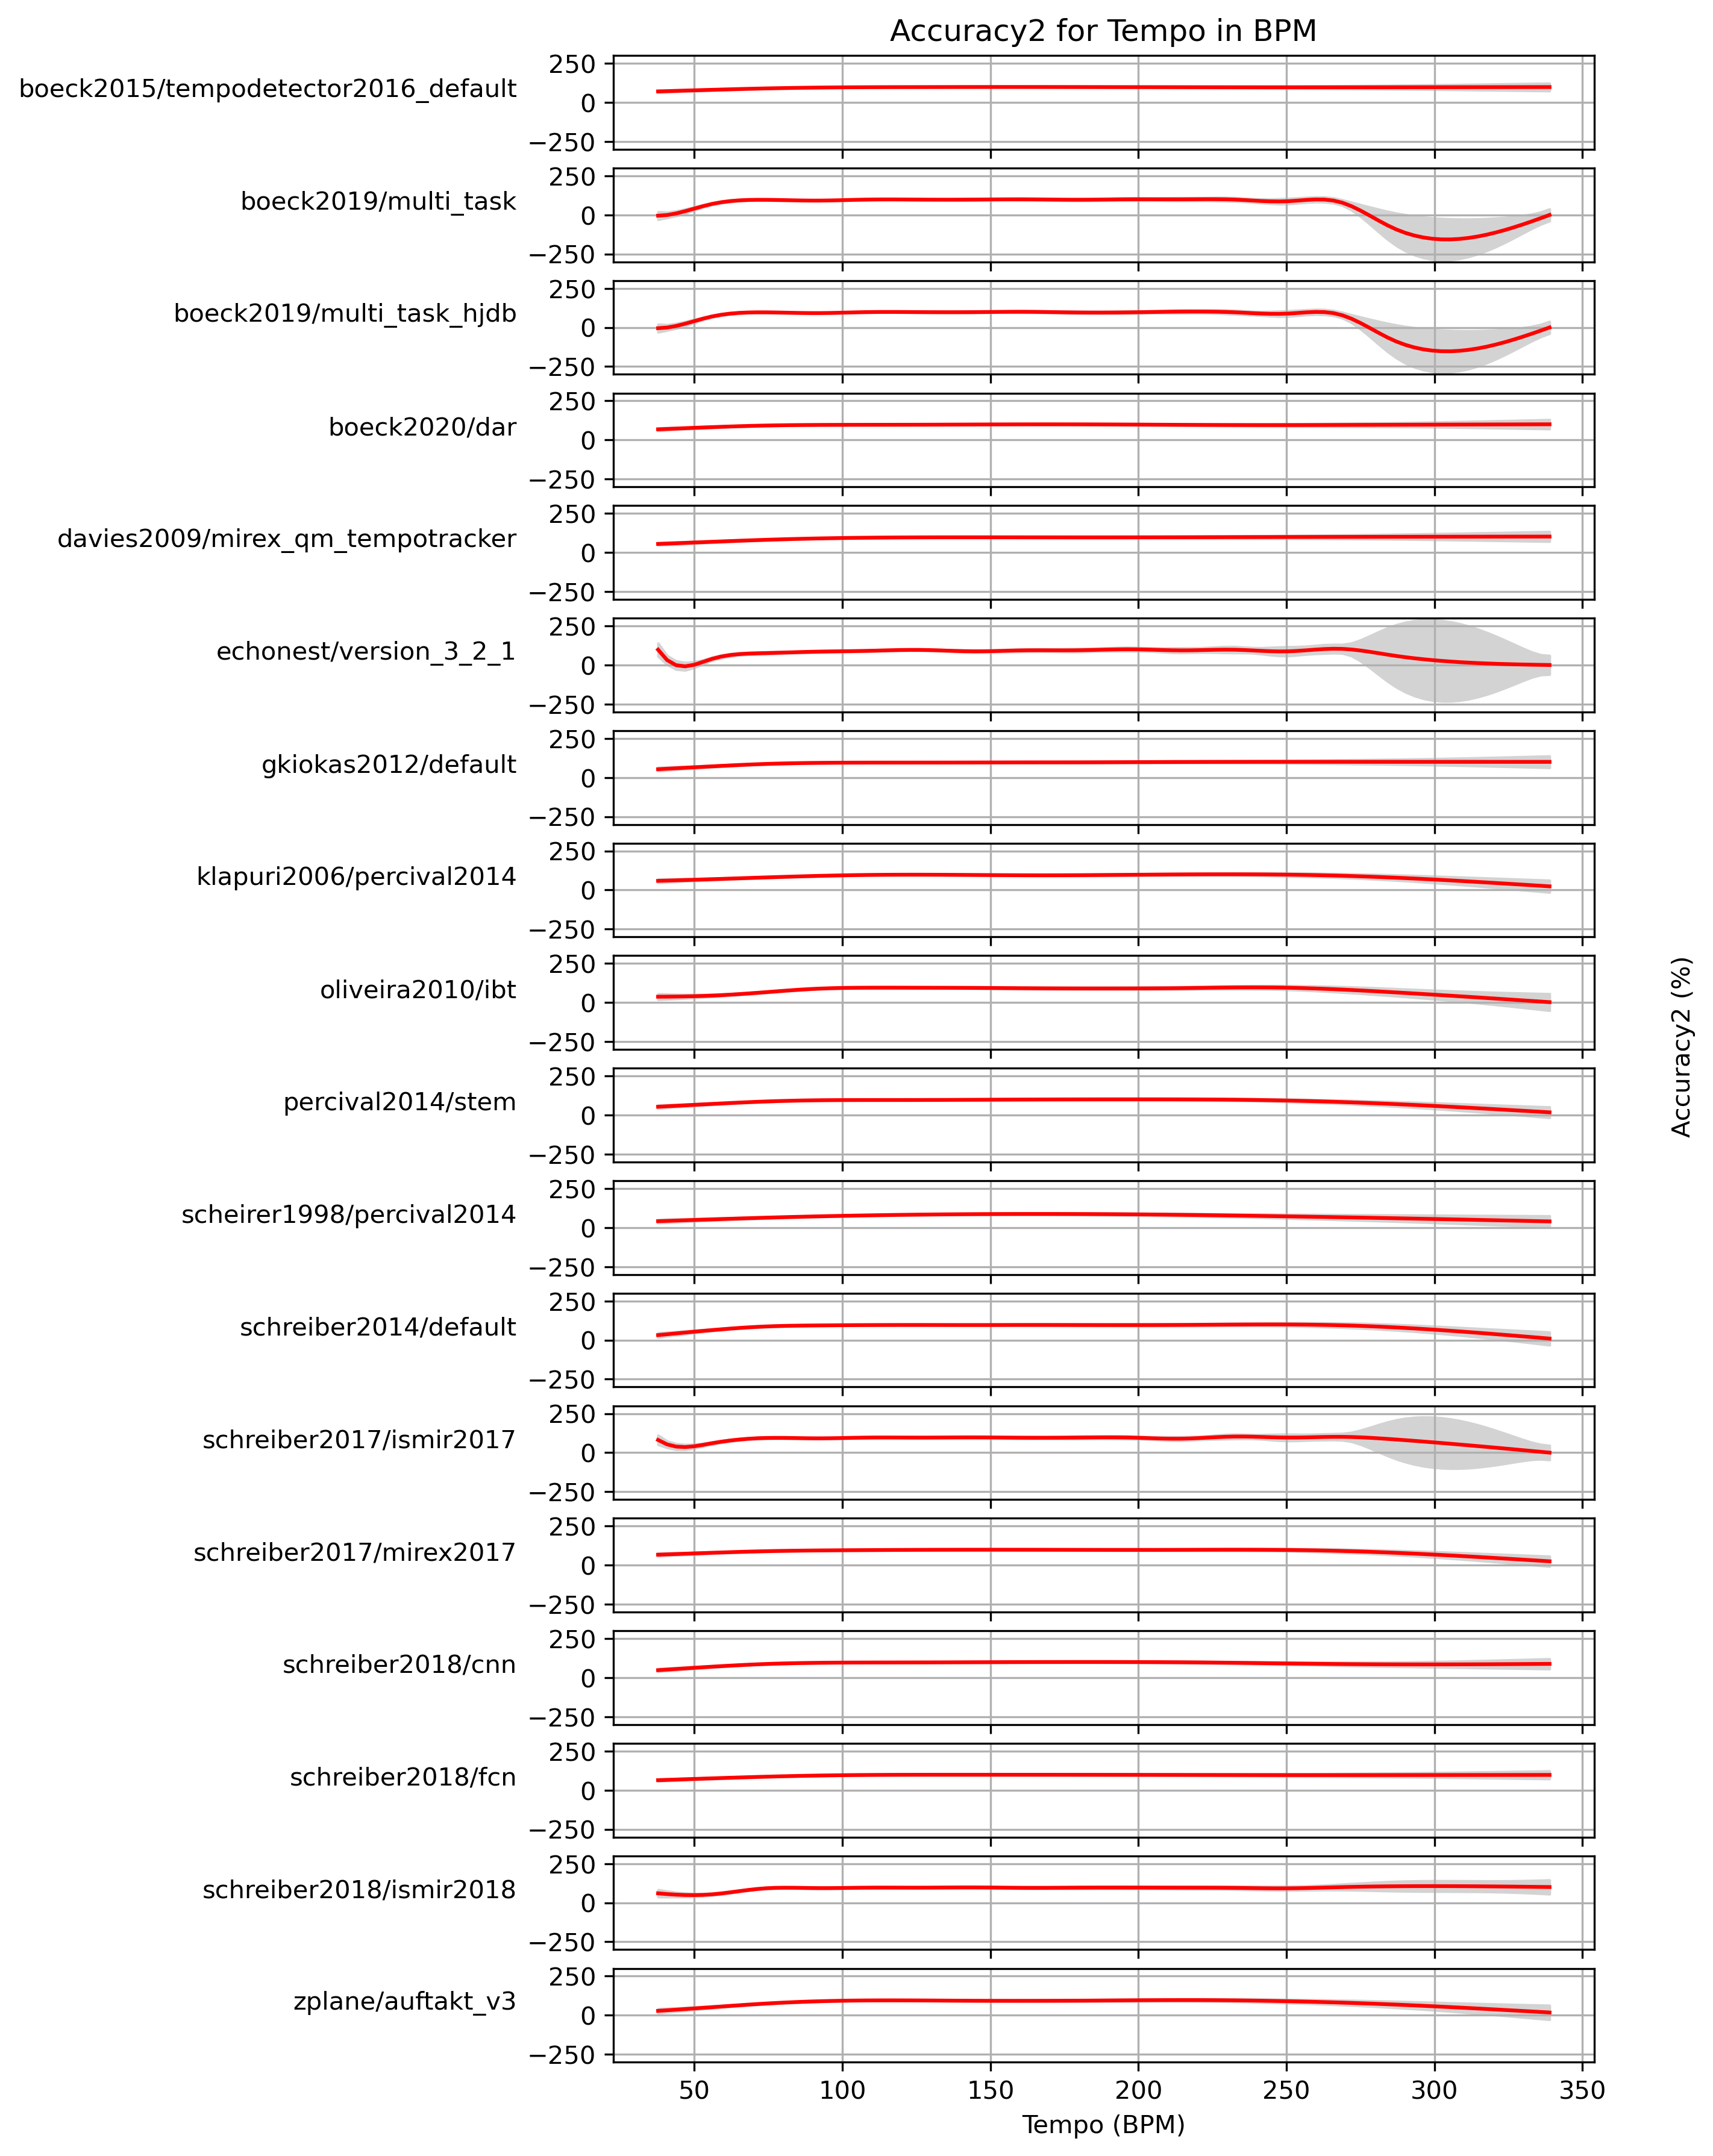 Accuracy2 for Tempo in BPM
boeck2015/tempodetector2016_default
250
0
−250
boeck2019/multi_task
250
0
−250
boeck2019/multi_task_hjdb
250
0
−250
boeck2020/dar
250
0
−250
davies2009/mirex_qm_tempotracker
250
0
−250
echonest/version_3_2_1
250
0
−250
gkiokas2012/default
250
0
−250
klapuri2006/percival2014
250
0
−250
oliveira2010/ibt
250
0
−250
percival2014/stem
250
0
−250
scheirer1998/percival2014
250
0
−250
schreiber2014/default
250
0
−250
schreiber2017/ismir2017
250
0
−250
schreiber2017/mirex2017
250
0
−250
schreiber2018/cnn
250
0
−250
schreiber2018/fcn
250
0
−250
schreiber2018/ismir2018
250
0
−250
zplane/auftakt_v3
250
0
−250
50 100 150 200 250 300 350
Tempo (BPM)
Accuracy2 (%)